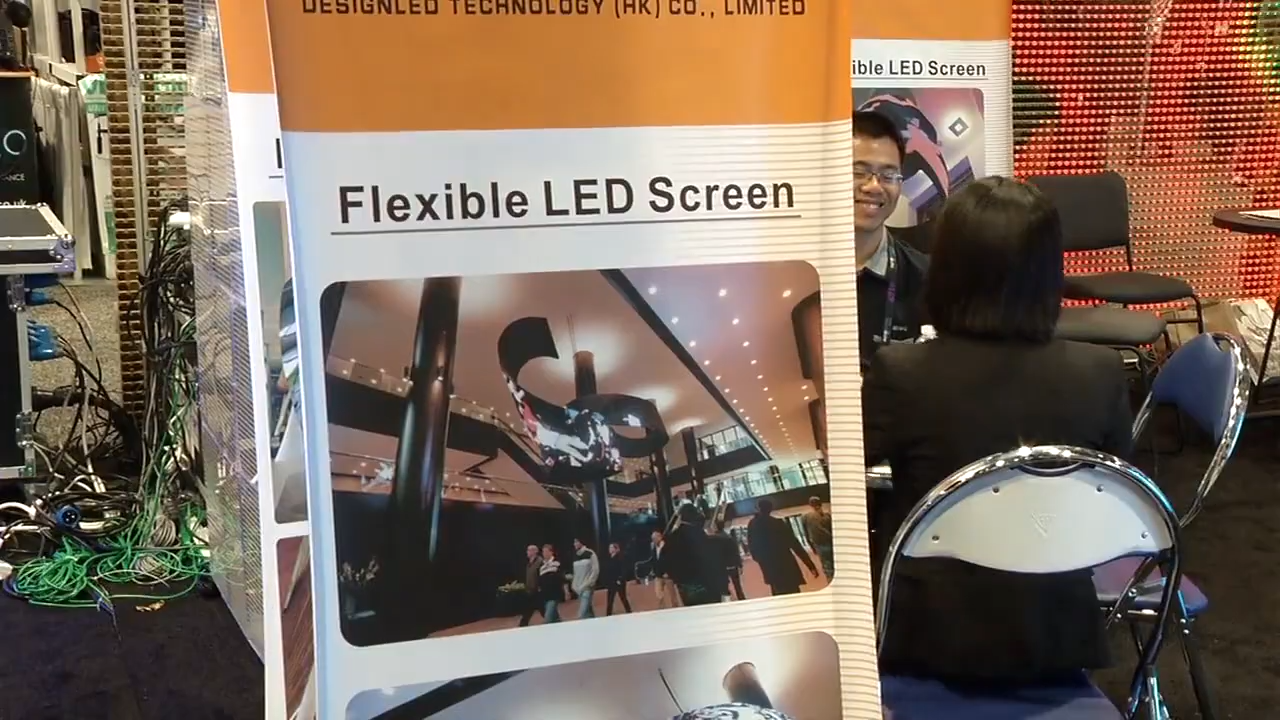 DESIGNLED TECHNOLOGY (HK) CO., LIMITED
Flexible LED Screen
ible LED Screen